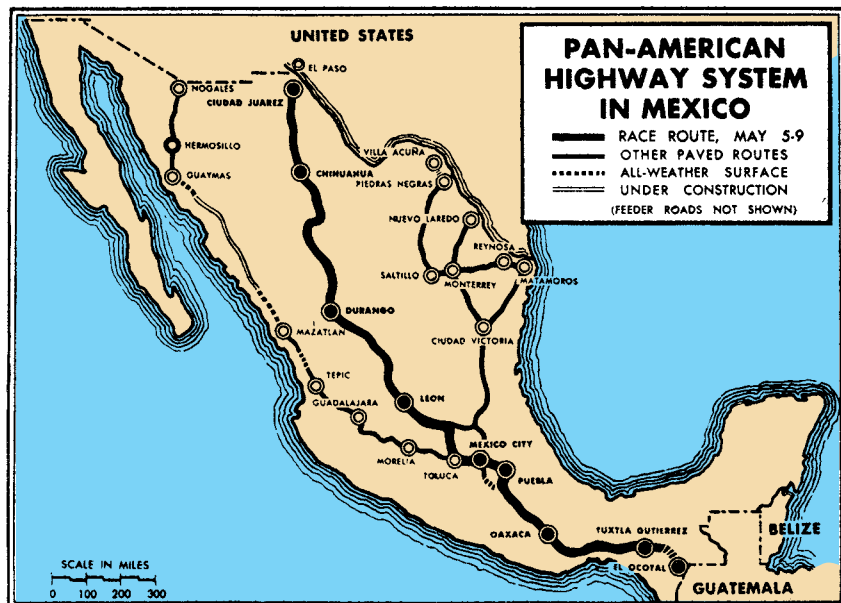 UNITED STATES
EL PASO
NOGALES
CIUDAD JUAREZ
PAN-AMERICAN
HIGHWAY SYSTEM
IN MEXICO
RACE ROUTE, MAY 5-9
OTHER PAVED ROUTES
ALL-WEATHER SURFACE
UNDER CONSTRUCTION
(FEEDER ROADS NOT SHOWN)
HERMOSILLO
VILLA ACUÑA
GUAYMAS
CHIHUAHUA
PIEDRAS NEGRAS
NUEVO LAREDO
REYNOSA
SALTILLO
MONTERREY
MATAMOROS
DURANGO
MAZATLAN
CIUDAD VICTORIA
TEPIC
LEON
GUADALAJARA
MEXICO CITY
MORELIA
TOLUCA
PUEBLA
OAXACA
TUXTLA GUTIERREZ
BELIZE
EL OCOTAL
GUATEMALA
SCALE IN MILES
0 100 200 300